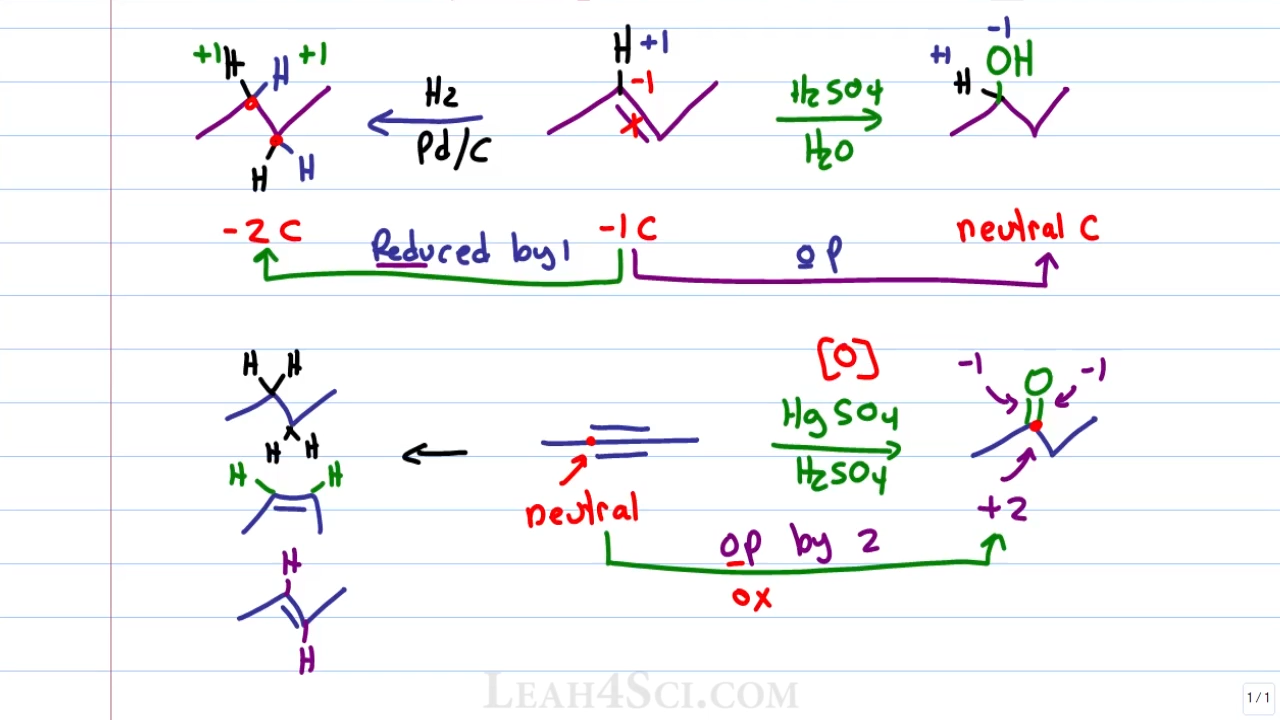 +1 H H +1
H2
Pd/C
H H
H +1
-1
H2SO4
H2O
-1
+1 H OH
-2 C
Reduced by 1
-1 C
op
neutral C
H H
H H
H H
H
H
neutral
[O]
HgSO4
H2SO4
-1 O -1
+2
op by 2
ox
LEAH4SCI.COM
1/1